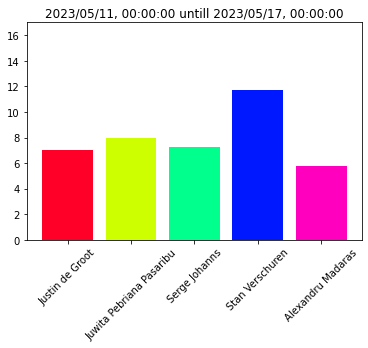 2023/05/11, 00:00:00 untill 2023/05/17, 00:00:00
16
14
12
10
8
6
4
2
0
Justin de Groot
Juwita Pebriana Pasaribu
Serge Johanns
Stan Verschuren
Alexandru Madaras